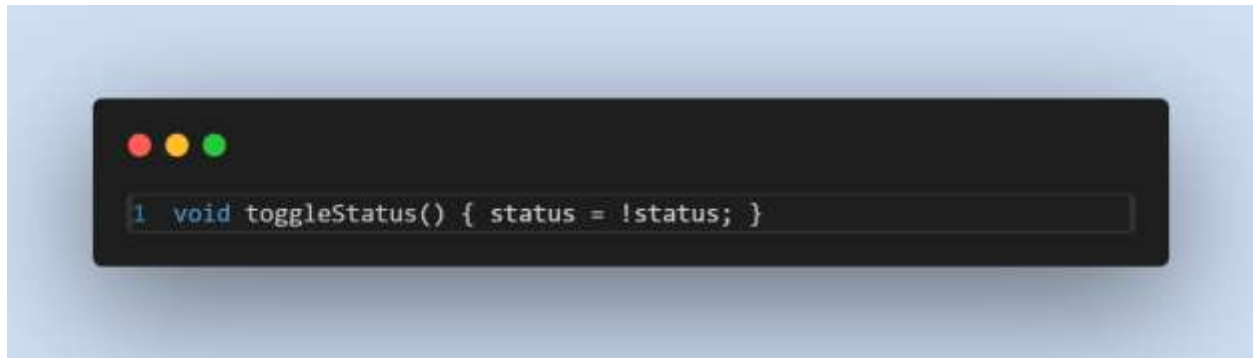 1 void toggleStatus() { status = !status; }